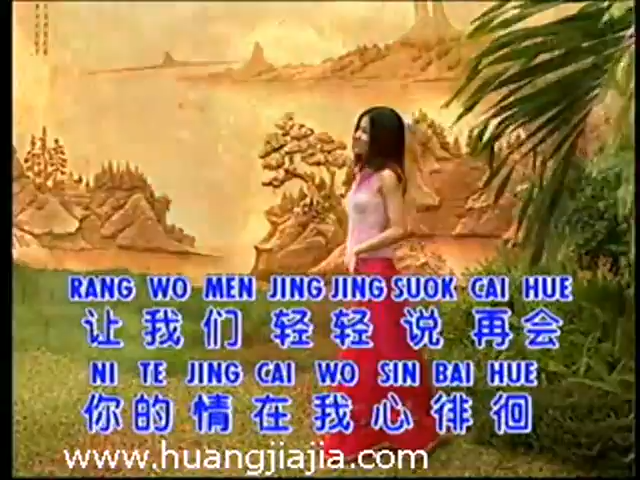 RANG WO MEN JING JING SUOK CAI HUE
让我们轻轻说再会
NI TE JING CAI WO SIN BAI HUE
你的情在我心徘徊
www.huangjiajia.com